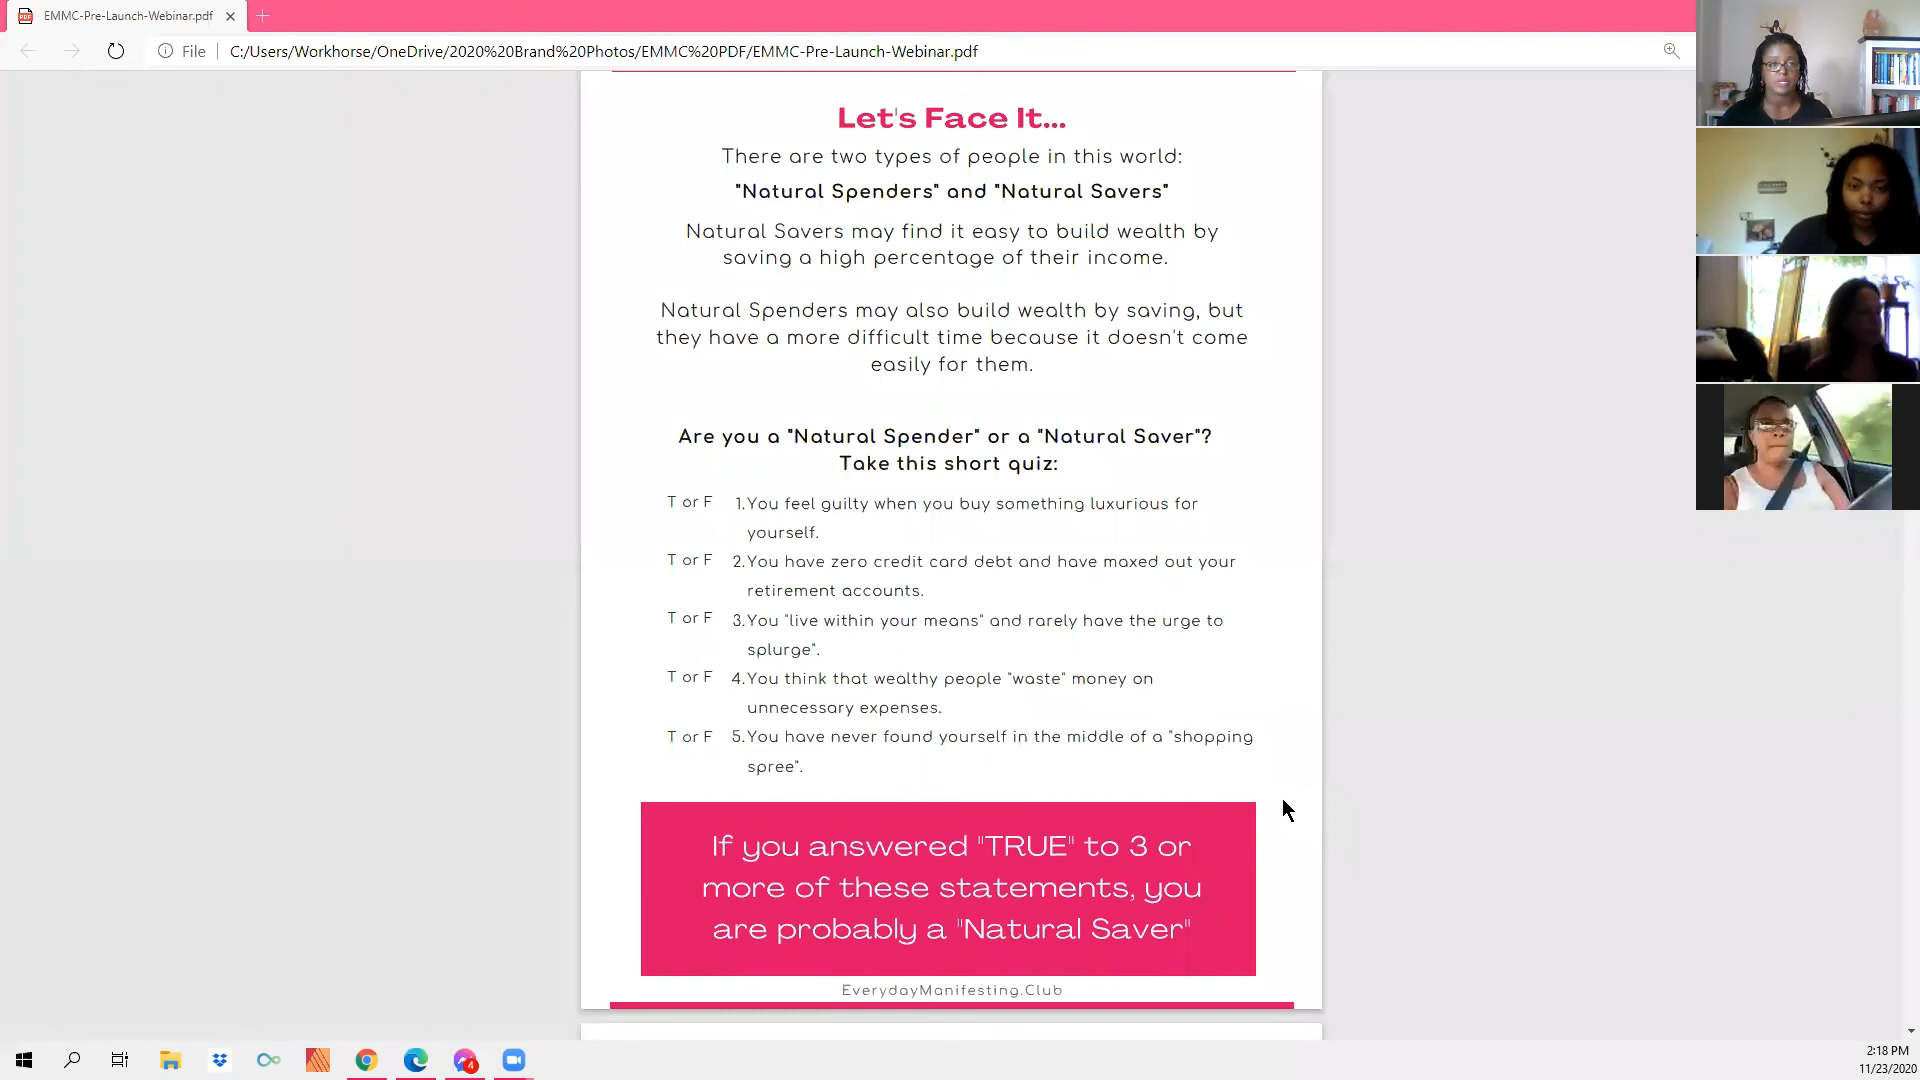 EMMC-Pre-Launch-Webinar.pdf
File
C:/Users/Workhorse/OneDrive/2020%20Brand%20Photos/EMMC%20PDF/EMMC-Pre-Launch-Webinar.pdf
Let's Face It...
There are two types of people in this world:
"Natural Spenders" and "Natural Savers"
Natural Savers may find it easy to build wealth by
saving a high percentage of their income.
Natural Spenders may also build wealth by saving, but
they have a more difficult time because it doesn't come
easily for them.
Are you a "Natural Spender" or a "Natural Saver"?
Take this short quiz:
T or F 1.You feel guilty when you buy something luxurious for
yourself.
T or F 2.You have zero credit card debt and have maxed out your
retirement accounts.
T or F 3.You "live within your means" and rarely have the urge to
splurge".
T or F 4.You think that wealthy people "waste" money on
unnecessary expenses.
T or F 5.You have never found yourself in the middle of a "shopping
spree".
If you answered "TRUE" to 3 or
more of these statements, you
are probably a "Natural Saver"
EverydayManifesting.Club
4
2:18 PM
11/23/2020